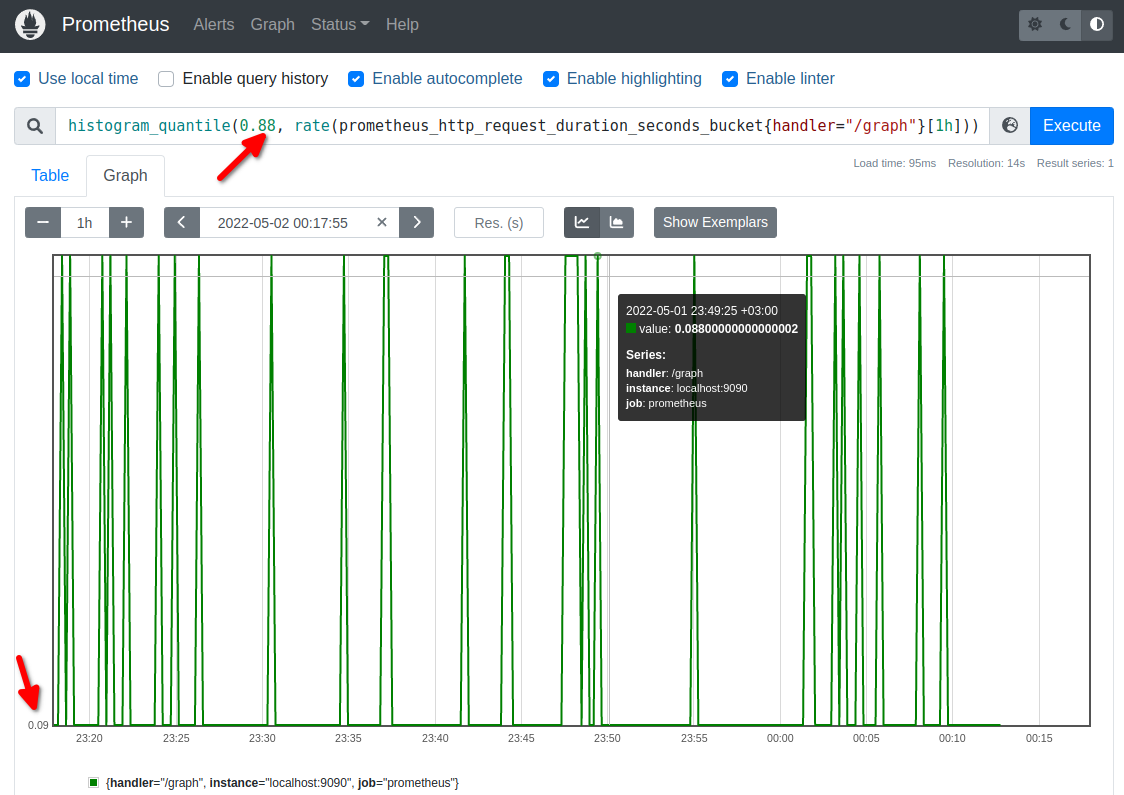 Prometheus Alerts Graph Status Help
Use local time Enable query history Enable autocomplete Enable highlighting Enable linter
histogram_quantile(0.88, rate(prometheus_http_request_duration_seconds_bucket{handler="/graph"}[1h])) Execute
Load time: 95ms Resolution: 14s Result series: 1
Table Graph
1h 2022-05-02 00:17:55 Res. (s) Show Exemplars
2022-05-01 23:49:25 +03:00
value: 0.08800000000000002
Series:
handler: /graph
instance: localhost:9090
job: prometheus
0.09
23:20 23:25 23:30 23:35 23:40 23:45 23:50 23:55 00:00 00:05 00:10 00:15
{handler="/graph", instance="localhost:9090", job="prometheus"}